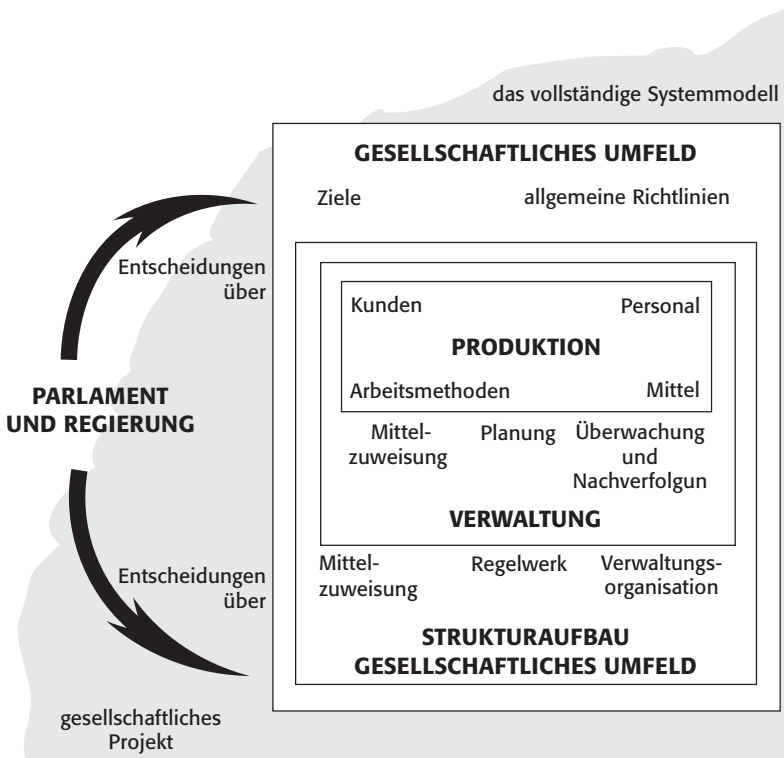 das vollständige Systemmodell
GESELLSCHAFTLICHES UMFELD
Ziele
allgemeine Richtlinien
Entscheidungen
über
Kunden
Personal
PRODUKTION
Arbeitsmethoden
Mittel
PARLAMENT
UND REGIERUNG
Mittel-
zuweisung
Planung
Überwachung
und
Nachverfolgun
VERWALTUNG
Entscheidungen
über
Mittel-
zuweisung
Regelwerk
Verwaltungs-
organisation
STRUKTURAUFBAU
GESELLSCHAFTLICHES UMFELD
gesellschaftliches
Projekt